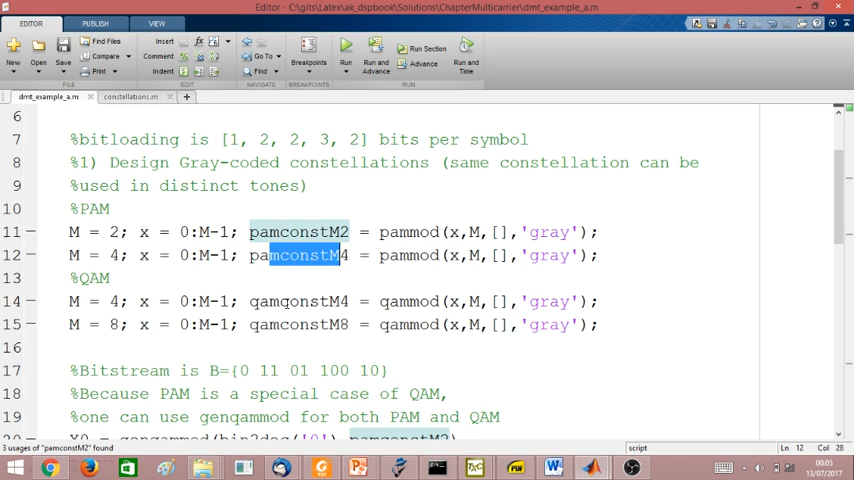 Editor - C:\gits\Latex\ak_dspbook\Solutions\ChapterMulticarrier\dmt_example_a.m
EDITOR PUBLISH VIEW
New Open Save Find Files Compare Print
Insert Comment Indent
Go To Find
Breakpoints Run Run and Advance Run Section Advance Run and Time
FILE EDIT NAVIGATE BREAKPOINTS RUN
dmt_example_a.m constellations.m
6
7 %bitloading is [1, 2, 2, 3, 2] bits per symbol
8 %1) Design Gray-coded constellations (same constellation can be
9 %used in distinct tones)
10 %PAM
11 M = 2; x = 0:M-1; pamconstM2 = pammod(x,M,[],'gray');
12 M = 4; x = 0:M-1; pamconstM4 = pammod(x,M,[],'gray');
13 %QAM
14 M = 4; x = 0:M-1; qamconstM4 = qammod(x,M,[],'gray');
15 M = 8; x = 0:M-1; qamconstM8 = qammod(x,M,[],'gray');
16
17 %Bitstream is B={0 11 01 100 10}
18 %Because PAM is a special case of QAM,
19 %one can use genqammod for both PAM and QAM
20 X0 = genqammod(bin2dec('0'),pamconstM2)
3 usages of "pamconstM2" found script Ln 12 Col 28
00:05
13/07/2017